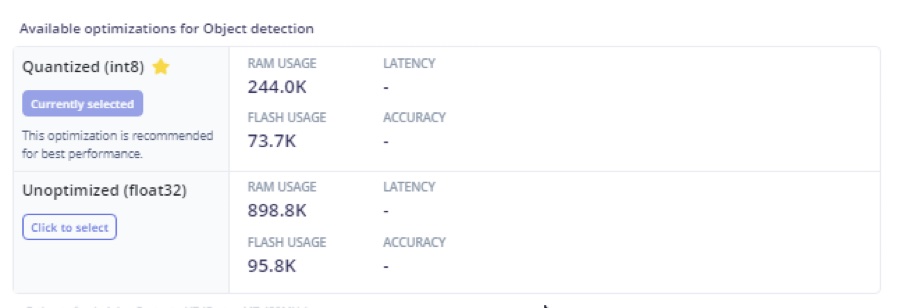 Available optimizations for Object detection
Quantized (int8)
Currently selected
This optimization is recommended
for best performance.
RAM USAGE
LATENCY
244.0K
-
FLASH USAGE
ACCURACY
73.7K
-
Unoptimized (float32)
Click to select
RAM USAGE
LATENCY
898.8K
-
FLASH USAGE
ACCURACY
95.8K
-